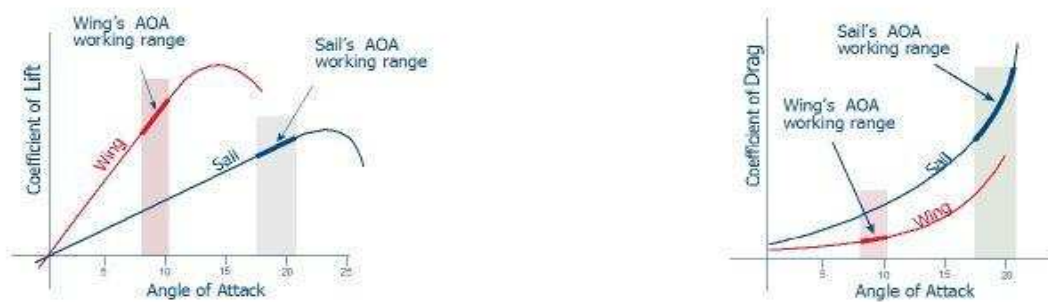 Wing's AOA
working range
Sail's AOA
working range
Coefficient of Lift
Wing
Sail
5 10 15 20 25
Angle of Attack
Sail's AOA
working range
Wing's AOA
working range
Coefficient of Drag
Sail
Wing
5 10 15 20
Angle of Attack